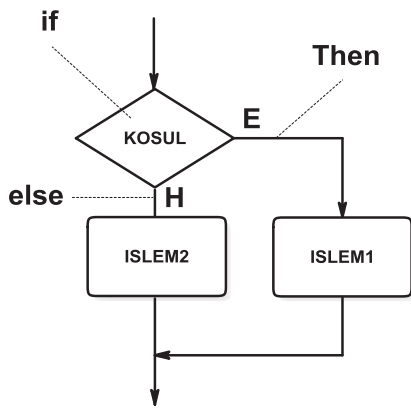 if
Then
E
KOSUL
else
H
ISLEM2
ISLEM1